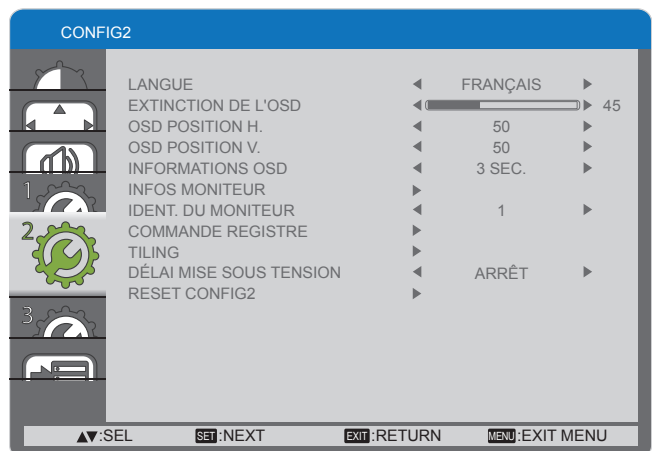 CONFIG2
LANGUE FRANÇAIS
EXTINCTION DE L'OSD 45
OSD POSITION H. 50
OSD POSITION V. 50
INFORMATIONS OSD 3 SEC.
INFOS MONITEUR
1
IDENT. DU MONITEUR 1
2
COMMANDE REGISTRE
TILING
DÉLAI MISE SOUS TENSION ARRÊT
RESET CONFIG2
3
▲▼:SEL SET:NEXT EXIT:RETURN MENU:EXIT MENU